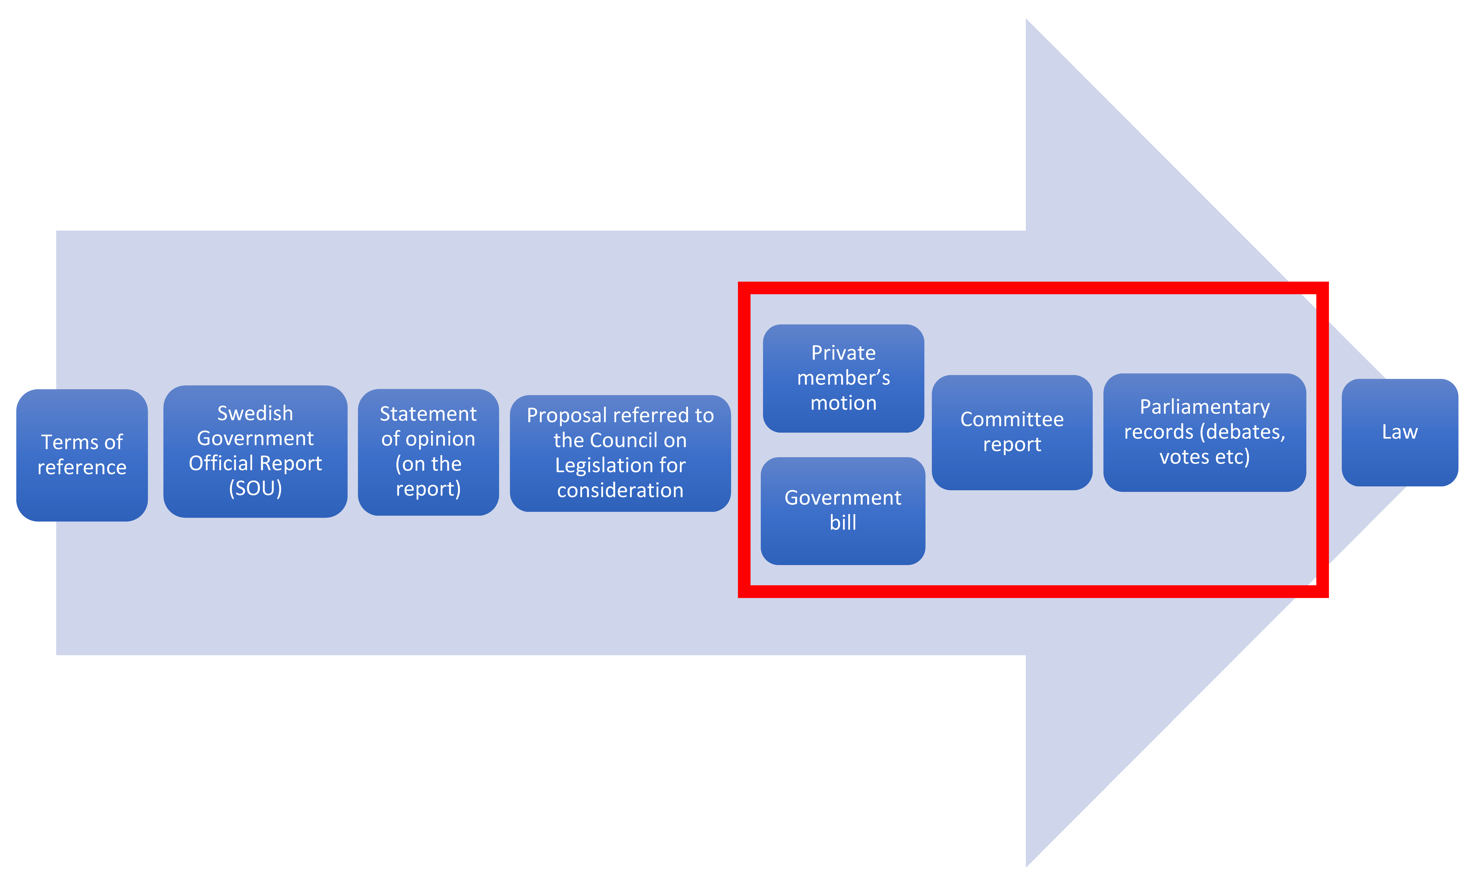 Terms of
reference
Swedish
Government
Official Report
(SOU)
Statement
of opinion
(on the
report)
Proposal referred to
the Council on
Legislation for
consideration
Private
member’s
motion
Government
bill
Committee
report
Parliamentary
records (debates,
votes etc)
Law